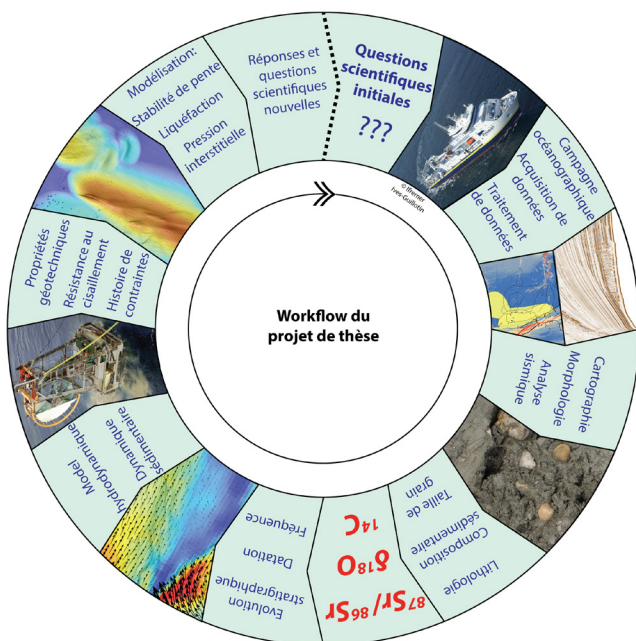 Questions
scientifiques
initiales
???
© Ifremer
Yves-Guillotin
Campagne
océanographique
Acquisition de
données
Traitement
de données
Cartographie
Morphologie
Analyse
sismique
Lithologie
Composition
sédimentaire
Taille de
grain
⁸⁷Sr/⁸⁶Sr
δ¹⁸O
¹⁴C
Evolution
stratigraphique
Datation
Fréquence
Model
hydrodynamique
Dynamique
sédimentaire
Propriétés
géotechniques
Résistance au
cisaillement
Histoire de
contraintes
Modélisation:
Stabilité de pente
Liquéfaction
Pression
interstitielle
Réponses et
questions
scientifiques
nouvelles
Workflow du
projet de thèse